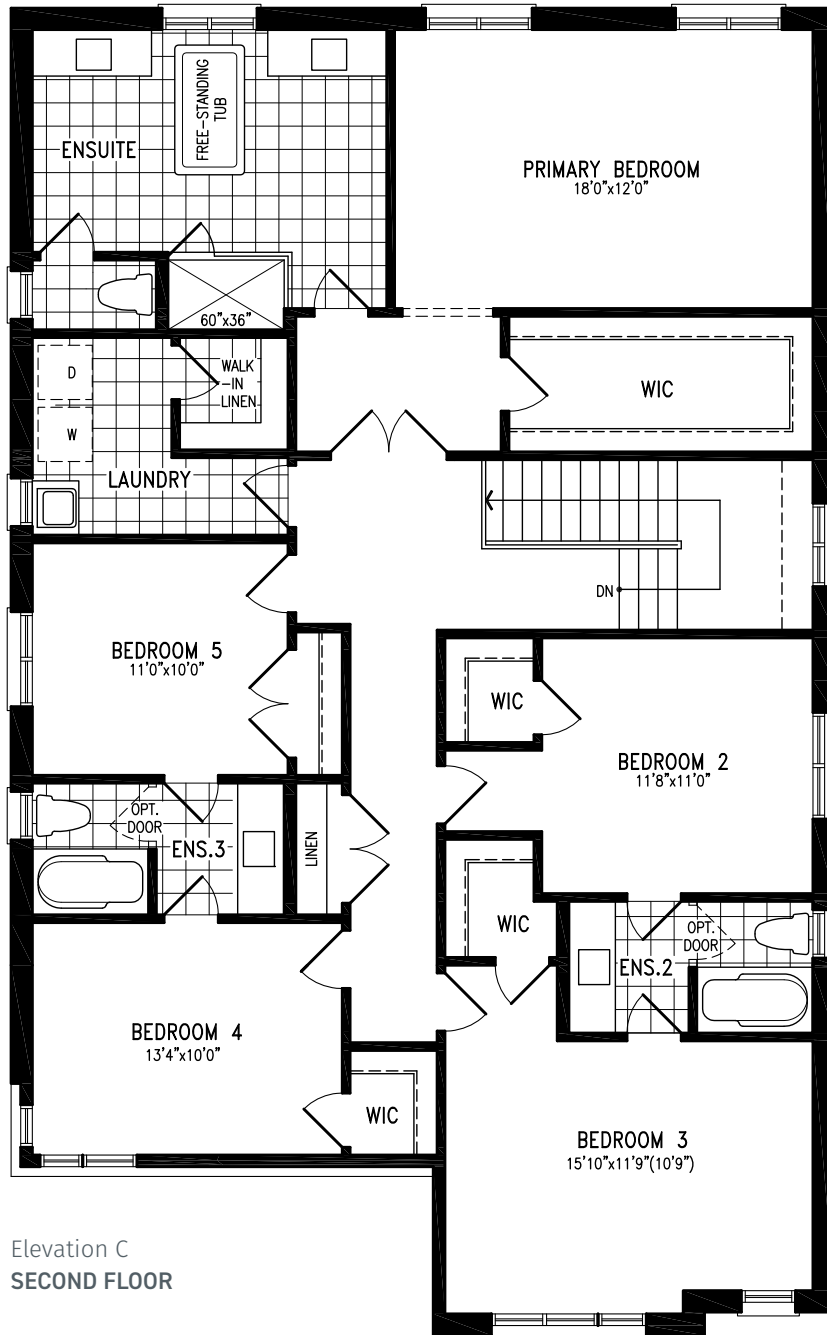 FREE-STANDING
TUB
ENSUITE
PRIMARY BEDROOM
18'0"x12'0"
60"x36"
D
W
WALK
-IN
LINEN
WIC
LAUNDRY
DN
BEDROOM 5
11'0"x10'0"
WIC
BEDROOM 2
11'8"x11'0"
OPT.
DOOR
ENS.3
LINEN
WIC
OPT.
DOOR
ENS.2
BEDROOM 4
13'4"x10'0"
WIC
BEDROOM 3
15'10"x11'9"(10'9")
Elevation C
SECOND FLOOR